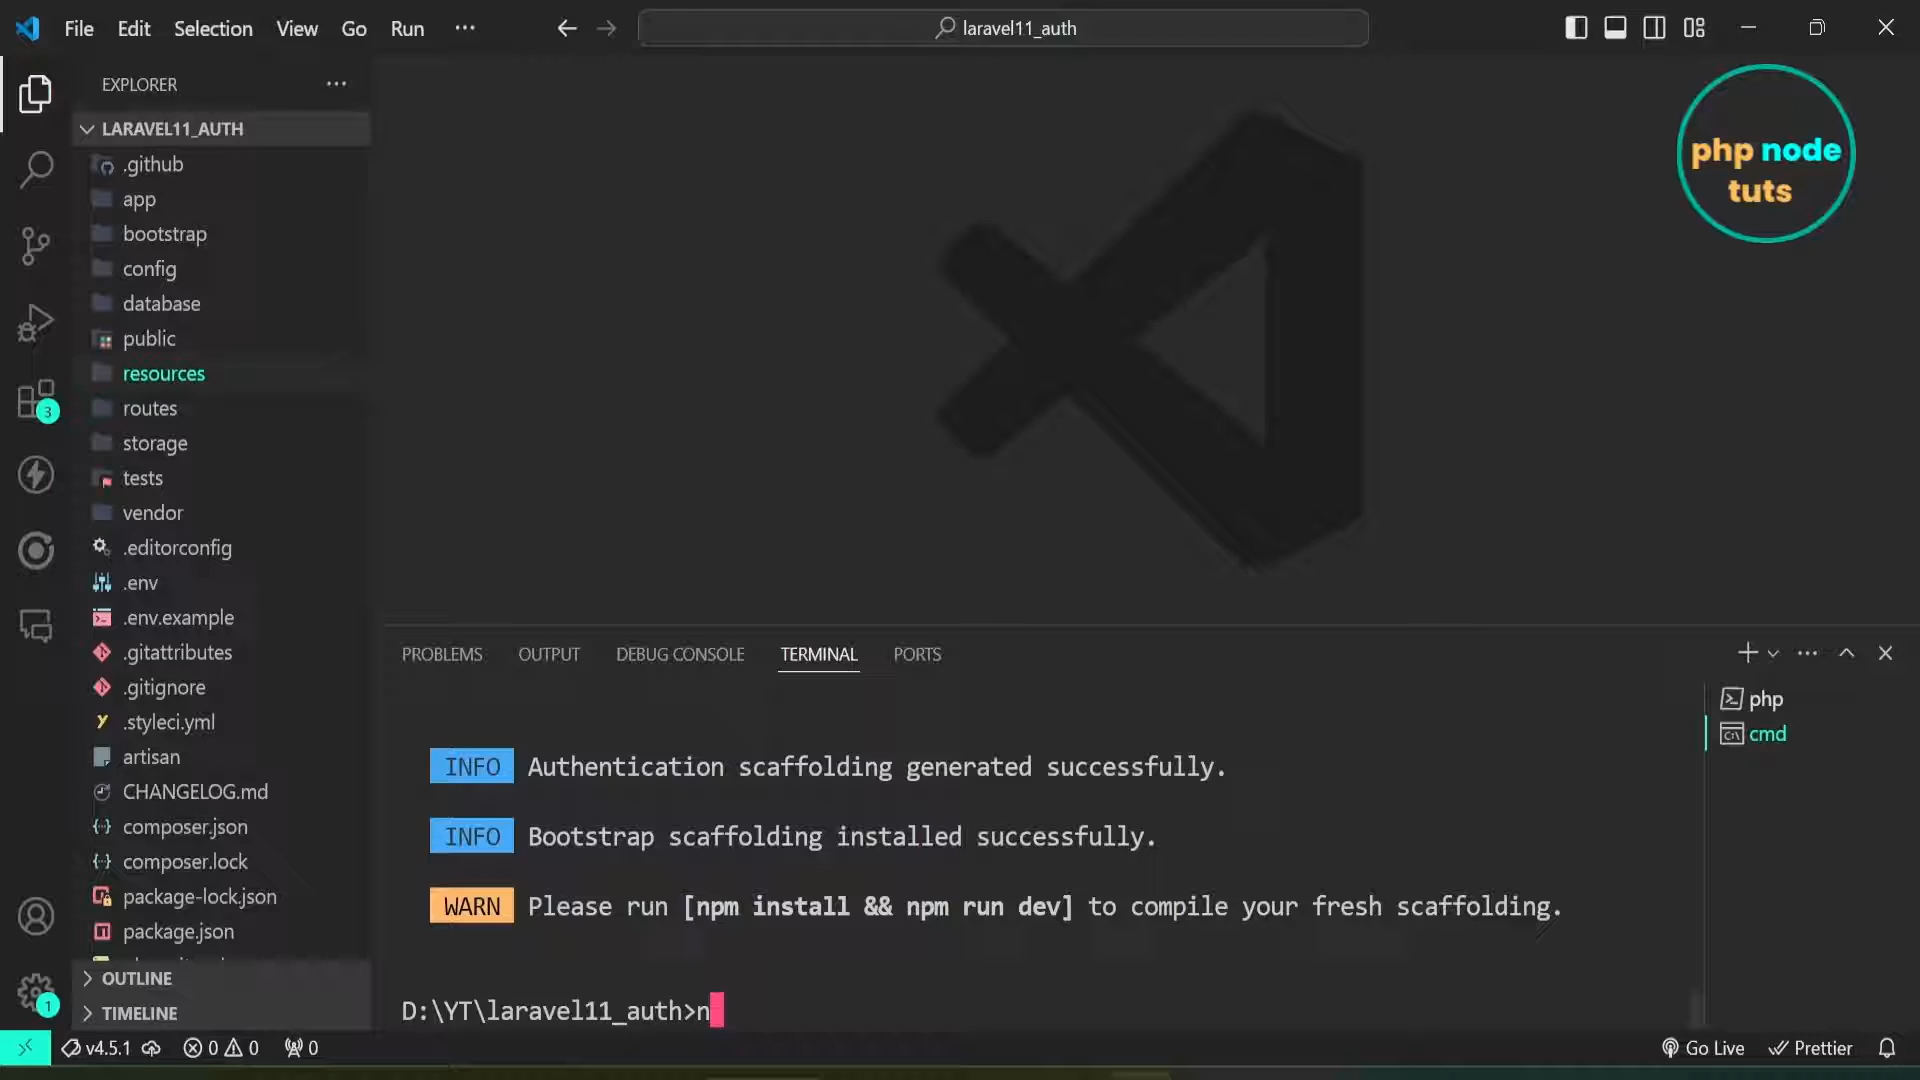 File Edit Selection View Go Run ··· laravel11_auth
php node
tuts
EXPLORER ···
LARAVEL11_AUTH
.github
app
bootstrap
config
database
public
resources
routes
3
storage
tests
vendor
.editorconfig
.env
.env.example
.gitattributes
.gitignore
.styleci.yml
artisan
CHANGELOG.md
composer.json
composer.lock
package-lock.json
package.json
OUTLINE
1
TIMELINE
PROBLEMS OUTPUT DEBUG CONSOLE TERMINAL PORTS
php
cmd
INFO Authentication scaffolding generated successfully.
INFO Bootstrap scaffolding installed successfully.
WARN Please run [npm install && npm run dev] to compile your fresh scaffolding.
D:\YT\laravel11_auth>n
v4.5.1 0 0 0 Go Live Prettier